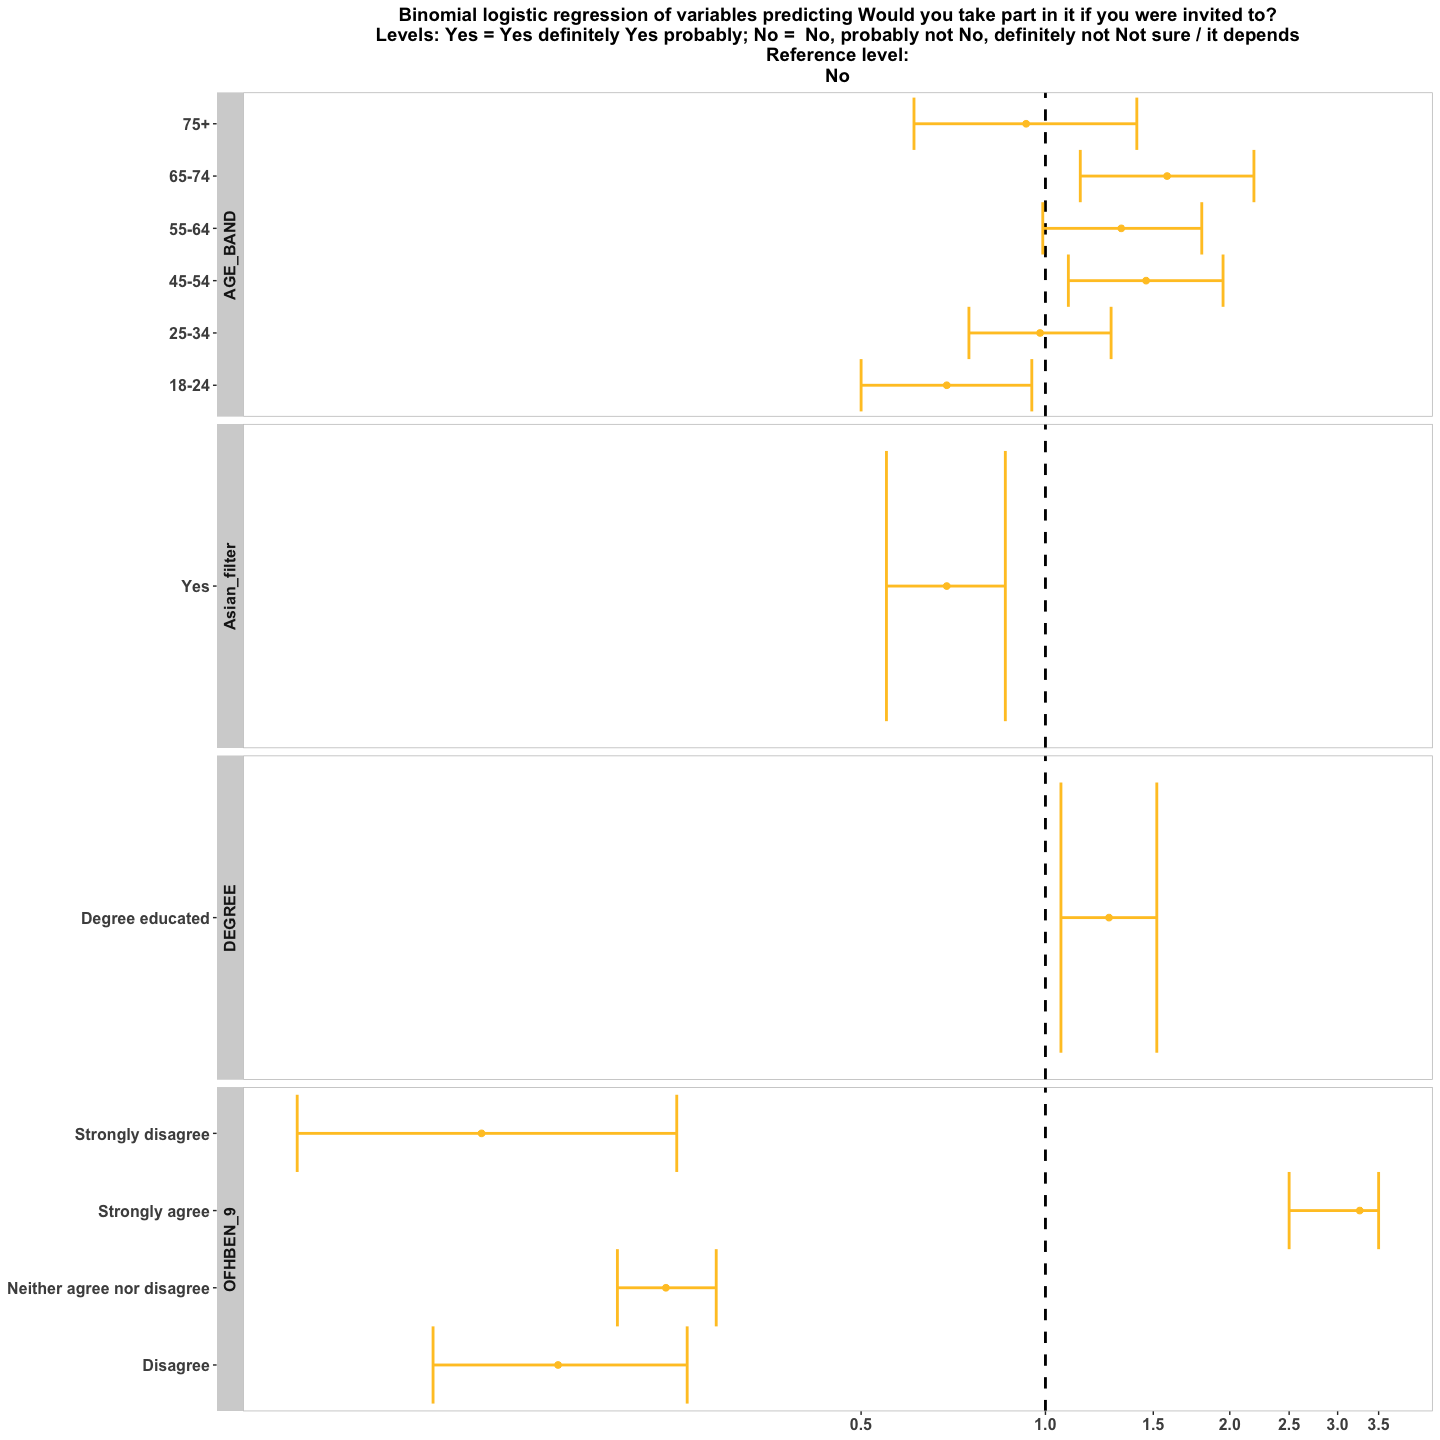 Binomial logistic regression of variables predicting Would you take part in it if you were invited to?
Levels: Yes = Yes definitely Yes probably; No =  No, probably not No, definitely not Not sure / it depends
Reference level:
No
AGE_BAND
75+
65-74
55-64
45-54
25-34
18-24
Asian_filter
Yes
DEGREE
Degree educated
OFHBEN_9
Strongly disagree
Strongly agree
Neither agree nor disagree
Disagree
0.5 1.0 1.5 2.0 2.5 3.0 3.5